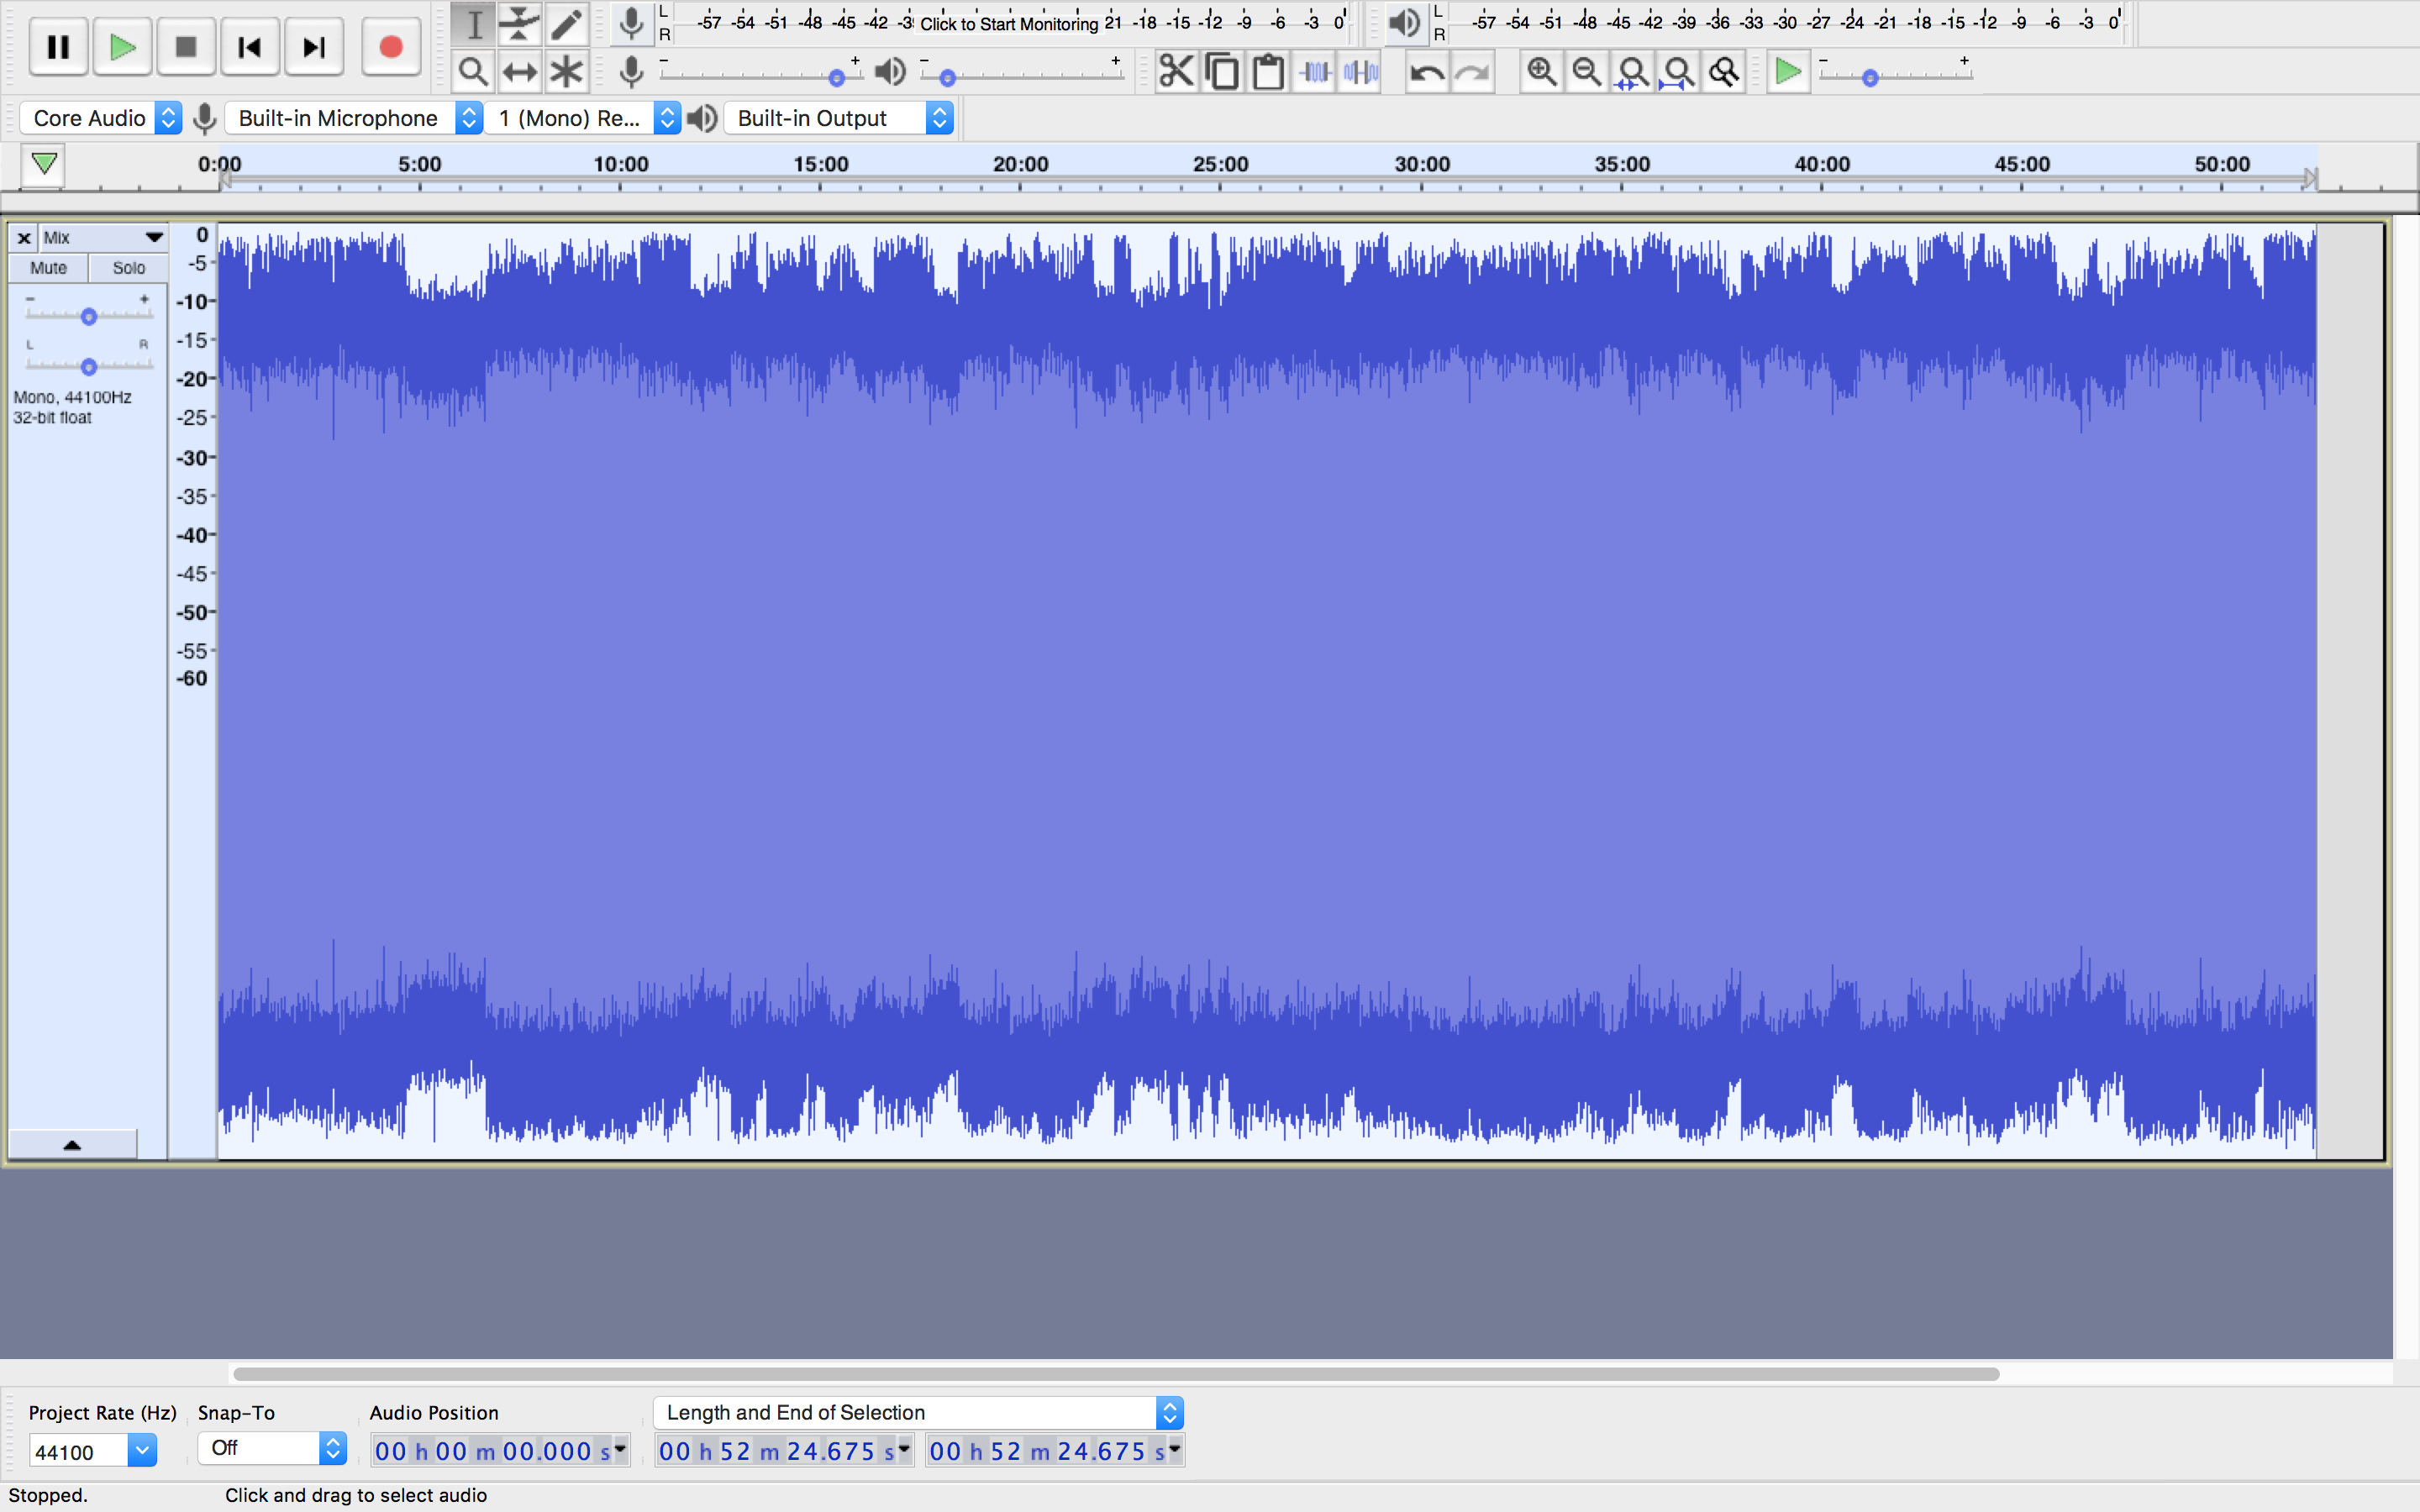 L
R
-57 -54 -51 -48 -45 -42 Click to Start Monitoring 21 -18 -15 -12 -9 -6 -3 0
L
R
-57 -54 -51 -48 -45 -42 -39 -36 -33 -30 -27 -24 -21 -18 -15 -12 -9 -6 -3 0
- + - + - +
Core Audio Built-in Microphone 1 (Mono) Re... Built-in Output
0:00 5:00 10:00 15:00 20:00 25:00 30:00 35:00 40:00 45:00 50:00
x Mix
Mute Solo
- +
L R
Mono, 44100Hz
32-bit float
0
-5
-10
-15
-20
-25
-30
-35
-40
-45
-50
-55
-60
Project Rate (Hz) Snap-To Audio Position Length and End of Selection
44100 Off 00 h 00 m 00.000 s 00 h 52 m 24.675 s 00 h 52 m 24.675 s
Stopped. Click and drag to select audio